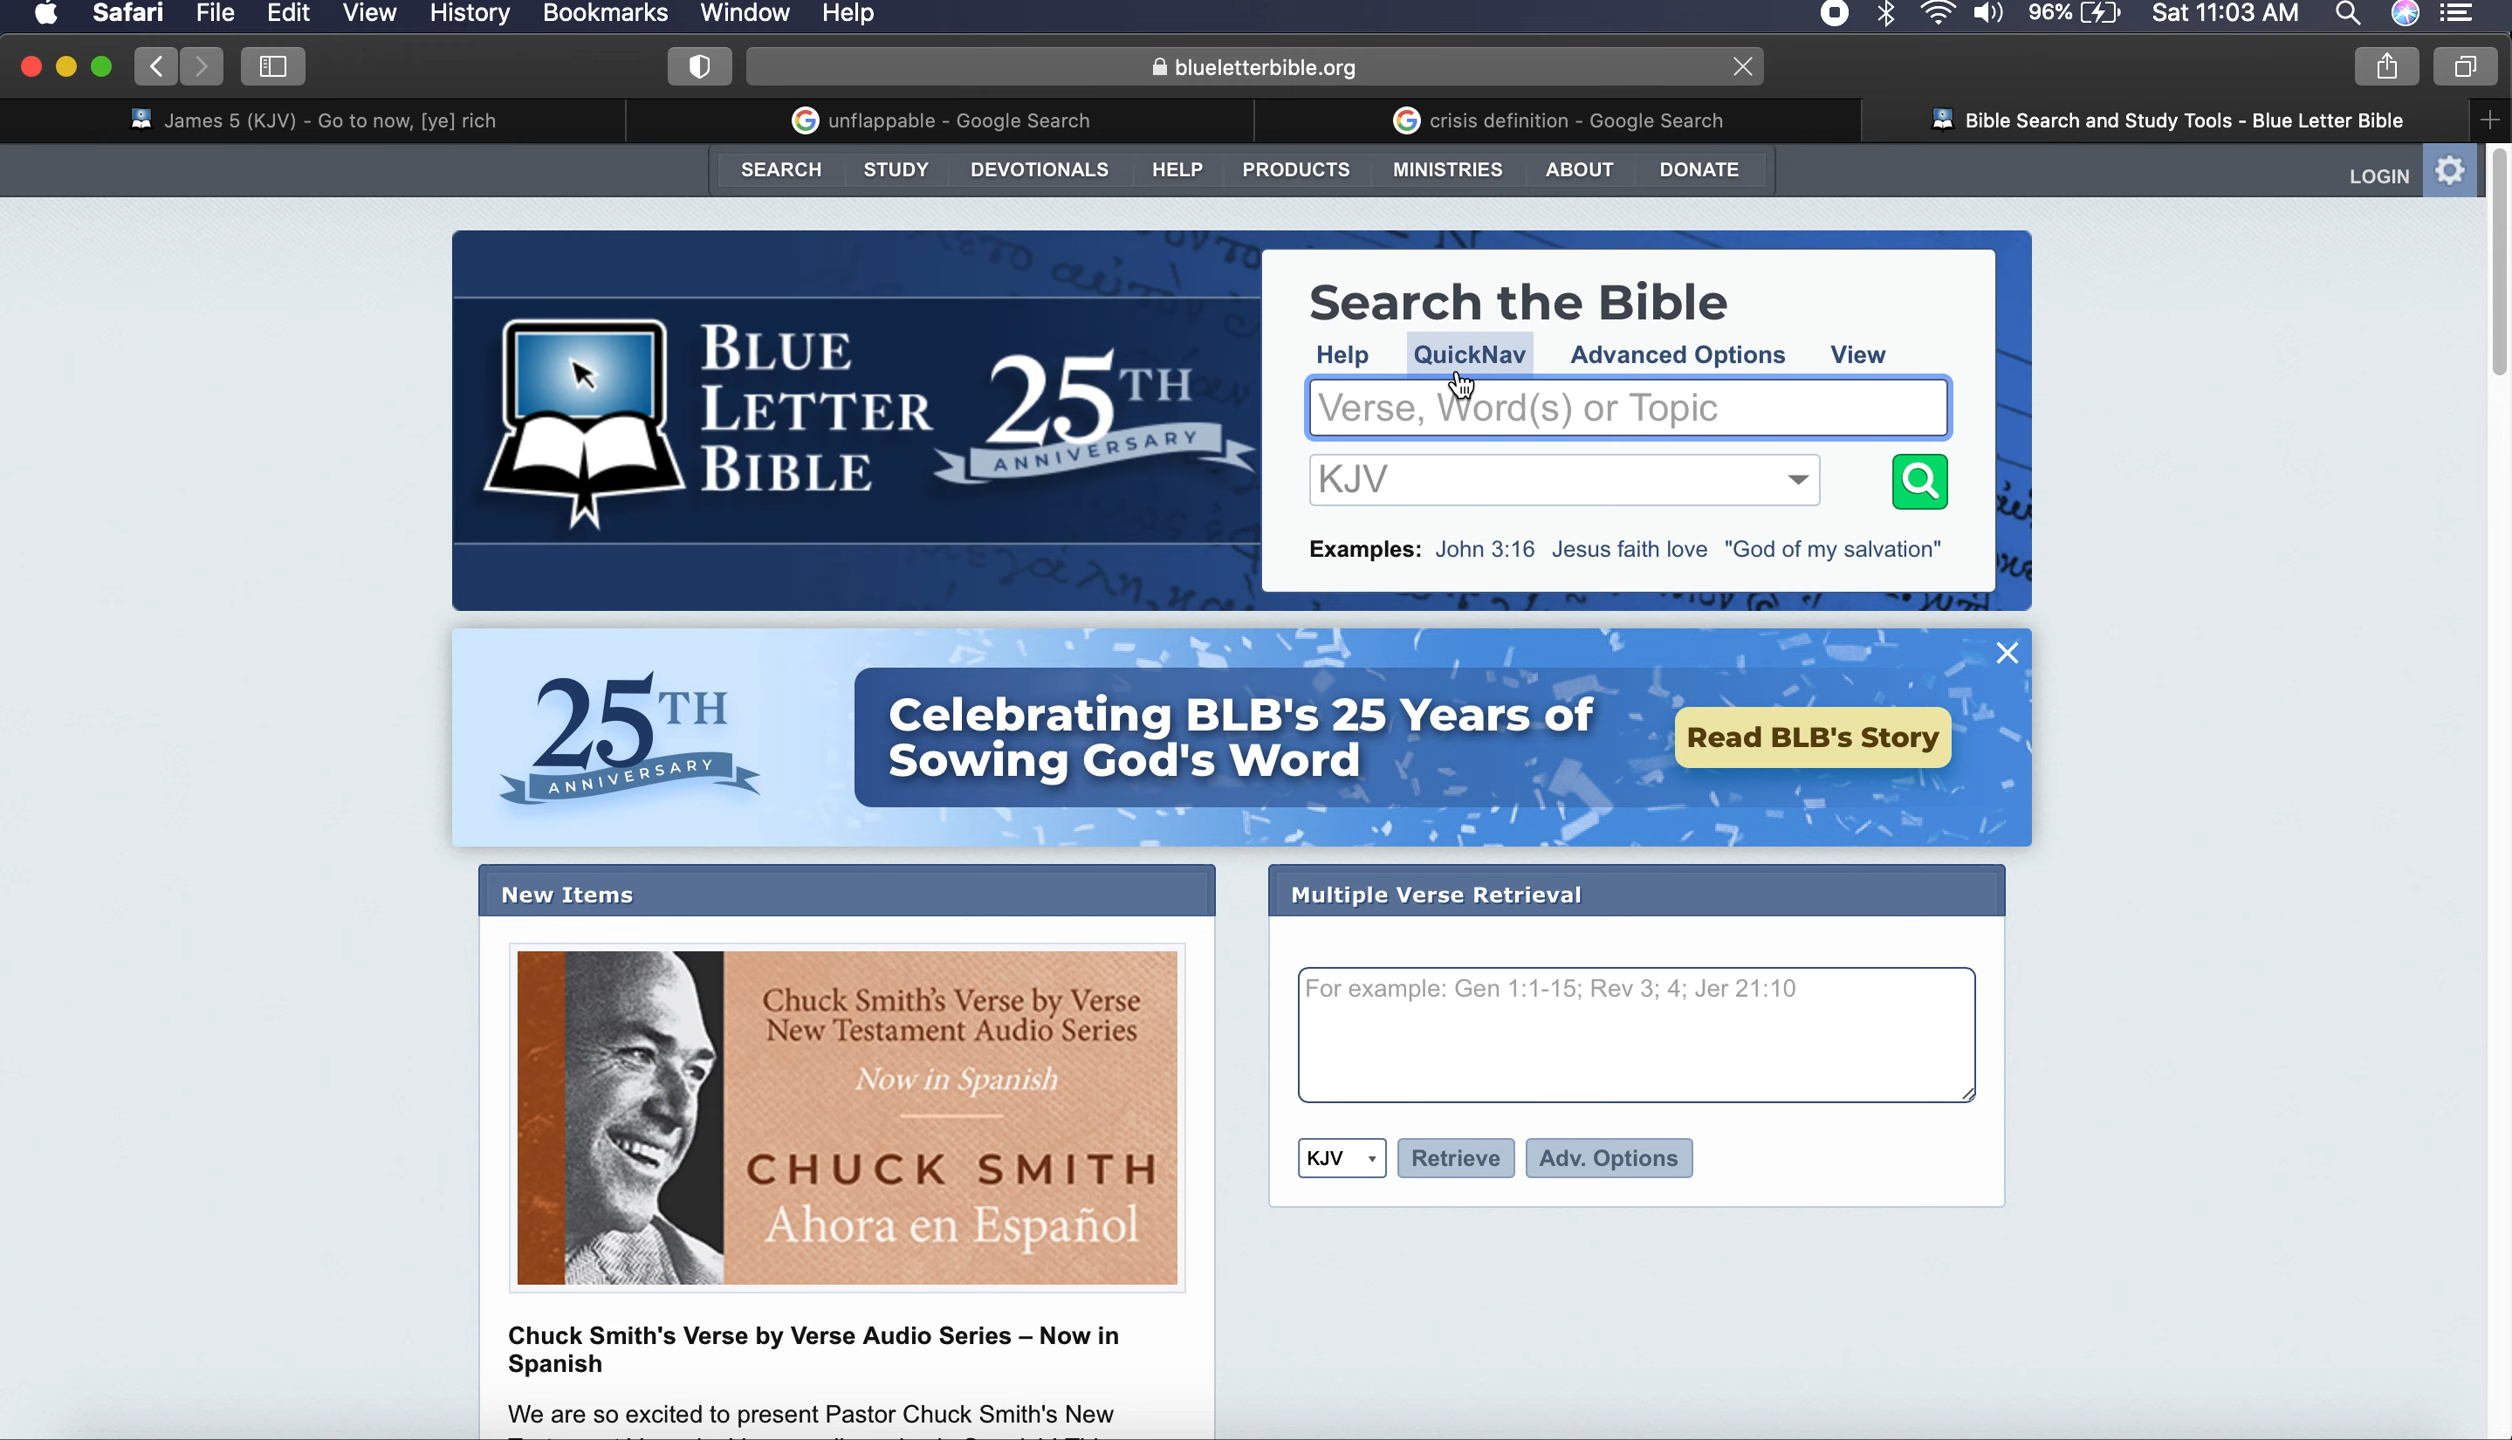 Safari File Edit View History Bookmarks Window Help 96% Sat 11:03 AM
blueletterbible.org
James 5 (KJV) - Go to now, [ye] rich
unflappable - Google Search
crisis definition - Google Search
Bible Search and Study Tools - Blue Letter Bible
SEARCH STUDY DEVOTIONALS HELP PRODUCTS MINISTRIES ABOUT DONATE
LOGIN
BLUE
LETTER
BIBLE
25TH
ANNIVERSARY
Search the Bible
Help QuickNav Advanced Options View
Verse, Word(s) or Topic
KJV
Examples: John 3:16 Jesus faith love "God of my salvation"
25TH
ANNIVERSARY
Celebrating BLB's 25 Years of
Sowing God's Word
Read BLB's Story
New Items
Chuck Smith's Verse by Verse
New Testament Audio Series
Now in Spanish
CHUCK SMITH
Ahora en Español
Chuck Smith's Verse by Verse Audio Series – Now in
Spanish
We are so excited to present Pastor Chuck Smith's New
Multiple Verse Retrieval
For example: Gen 1:1-15; Rev 3; 4; Jer 21:10
KJV Retrieve Adv. Options